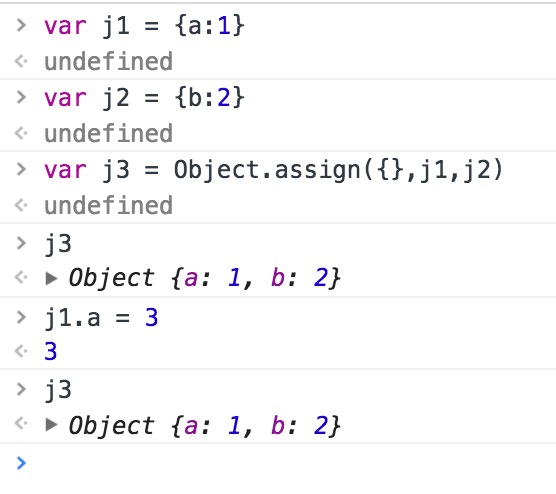 > var j1 = {a:1}
<· undefined
> var j2 = {b:2}
<· undefined
> var j3 = Object.assign({},j1,j2)
<· undefined
> j3
<· ▶ Object {a: 1, b: 2}
> j1.a = 3
<· 3
> j3
<· ▶ Object {a: 1, b: 2}
>